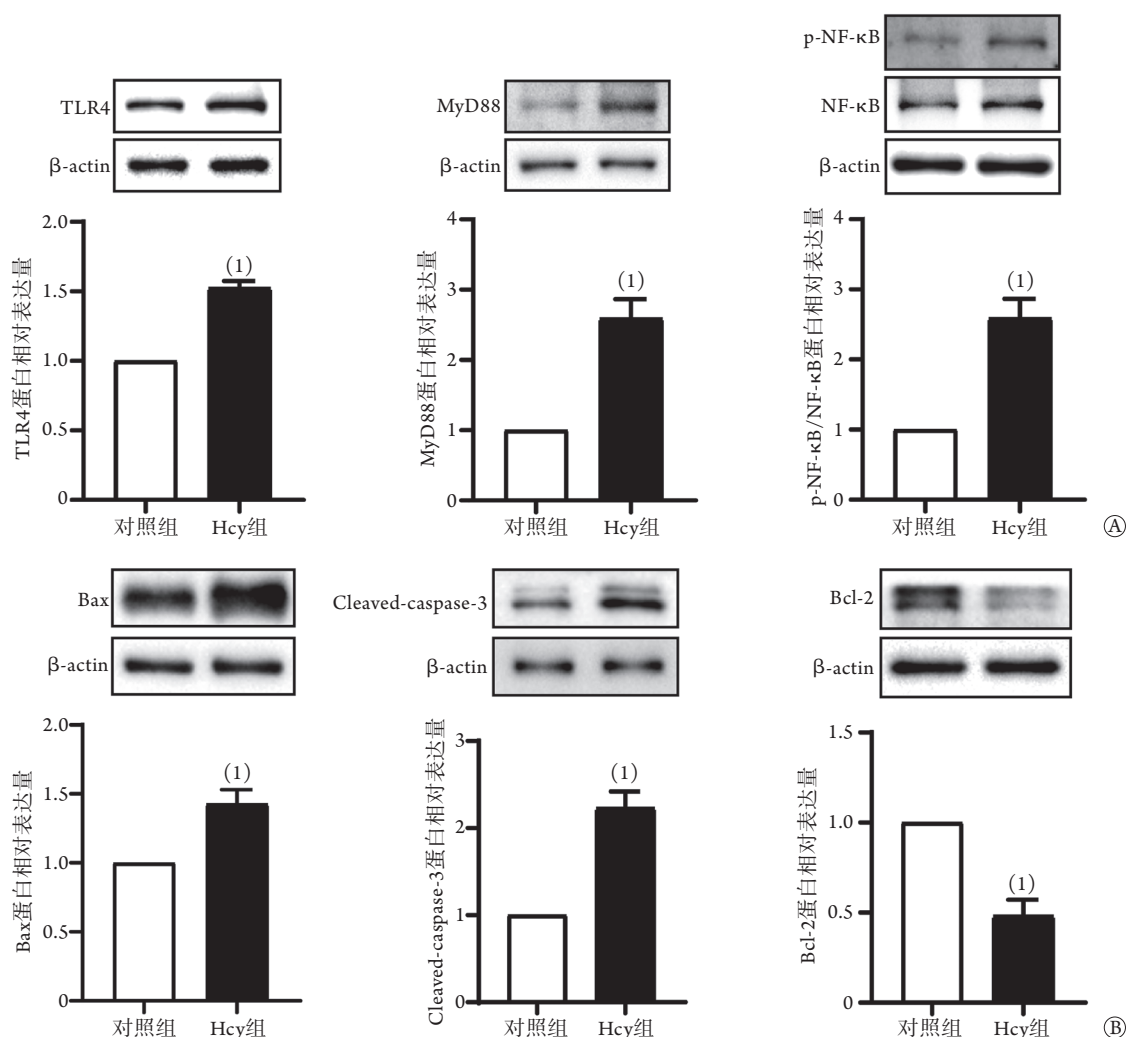 TLR4
β-actin
TLR4蛋白相对表达量
2.0
1.5
1.0
0.5
0
(1)
对照组
Hcy组
MyD88
β-actin
MyD88蛋白相对表达量
4
3
2
1
0
(1)
对照组
Hcy组
p-NF-κB
NF-κB
β-actin
p-NF-κB/NF-κB蛋白相对表达量
4
3
2
1
0
(1)
对照组
Hcy组
Ⓐ
Bax
β-actin
Bax蛋白相对表达量
2.0
1.5
1.0
0.5
0
(1)
对照组
Hcy组
Cleaved-caspase-3
β-actin
Cleaved-caspase-3蛋白相对表达量
3
2
1
0
(1)
对照组
Hcy组
Bcl-2
β-actin
Bcl-2蛋白相对表达量
1.5
1.0
0.5
0
(1)
对照组
Hcy组
Ⓑ